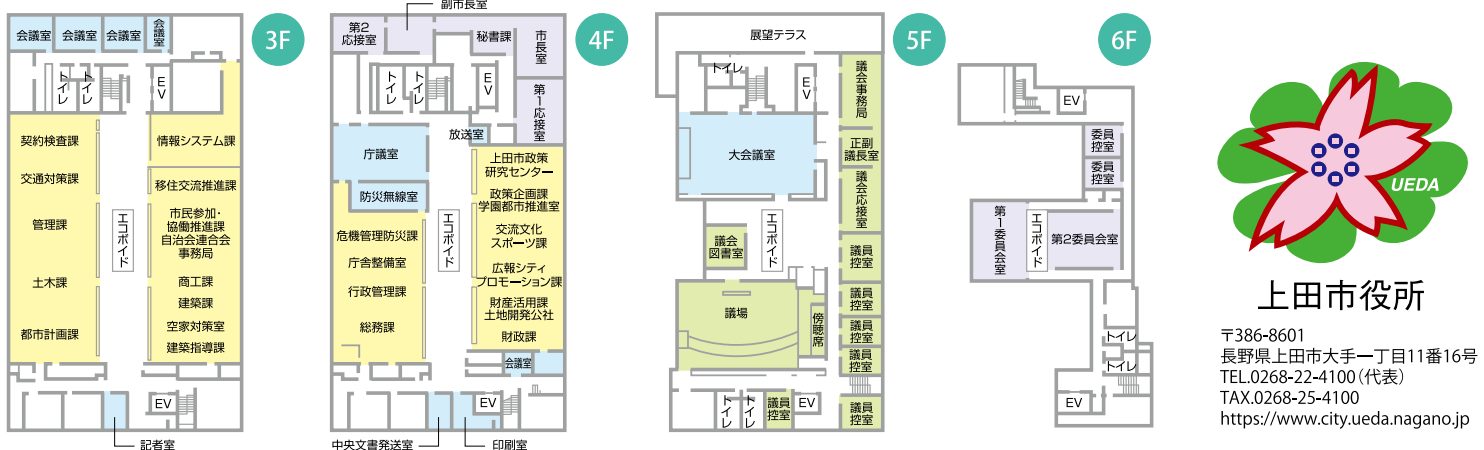 3F
会議室
会議室
会議室
会議室
トイレ
トイレ
EV
契約検査課
交通対策課
管理課
土木課
都市計画課
エコボイド
情報システム課
移住交流推進課
市民参加・
協働推進課
自治会連合会
事務局
商工課
建築課
空家対策室
建築指導課
EV
記者室
4F
副市長室
第2
応接室
秘書課
市長室
トイレ
トイレ
EV
第1応接室
放送室
庁議室
防災無線室
危機管理防災課
庁舎整備室
行政管理課
総務課
エコボイド
上田市政策
研究センター
政策企画課
学園都市推進室
交流文化
スポーツ課
広報シティ
プロモーション課
財産活用課
土地開発公社
財政課
会議室
EV
中央文書発送室
印刷室
5F
展望テラス
トイレ
EV
議会事務局
大会議室
正副
議長室
議会応接室
エコボイド
議会
図書室
議員
控室
議場
傍聴席
議員
控室
議員
控室
議員
控室
トイレ
トイレ
議員
控室
EV
議員
控室
6F
EV
委員
控室
委員
控室
第1委員会室
エコボイド
第2委員会室
トイレ
トイレ
EV
UEDA
上田市役所
〒386-8601
長野県上田市大手一丁目11番16号
TEL.0268-22-4100(代表)
TAX.0268-25-4100
https://www.city.ueda.nagano.jp